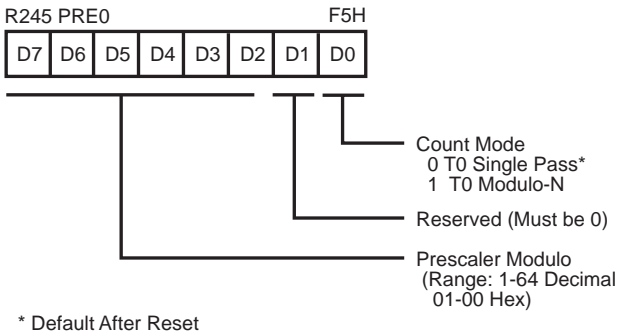 R245 PRE0 F5H
D7 D6 D5 D4 D3 D2 D1 D0
Count Mode
0 T0 Single Pass*
1 T0 Modulo-N
Reserved (Must be 0)
Prescaler Modulo
(Range: 1-64 Decimal
01-00 Hex)
* Default After Reset